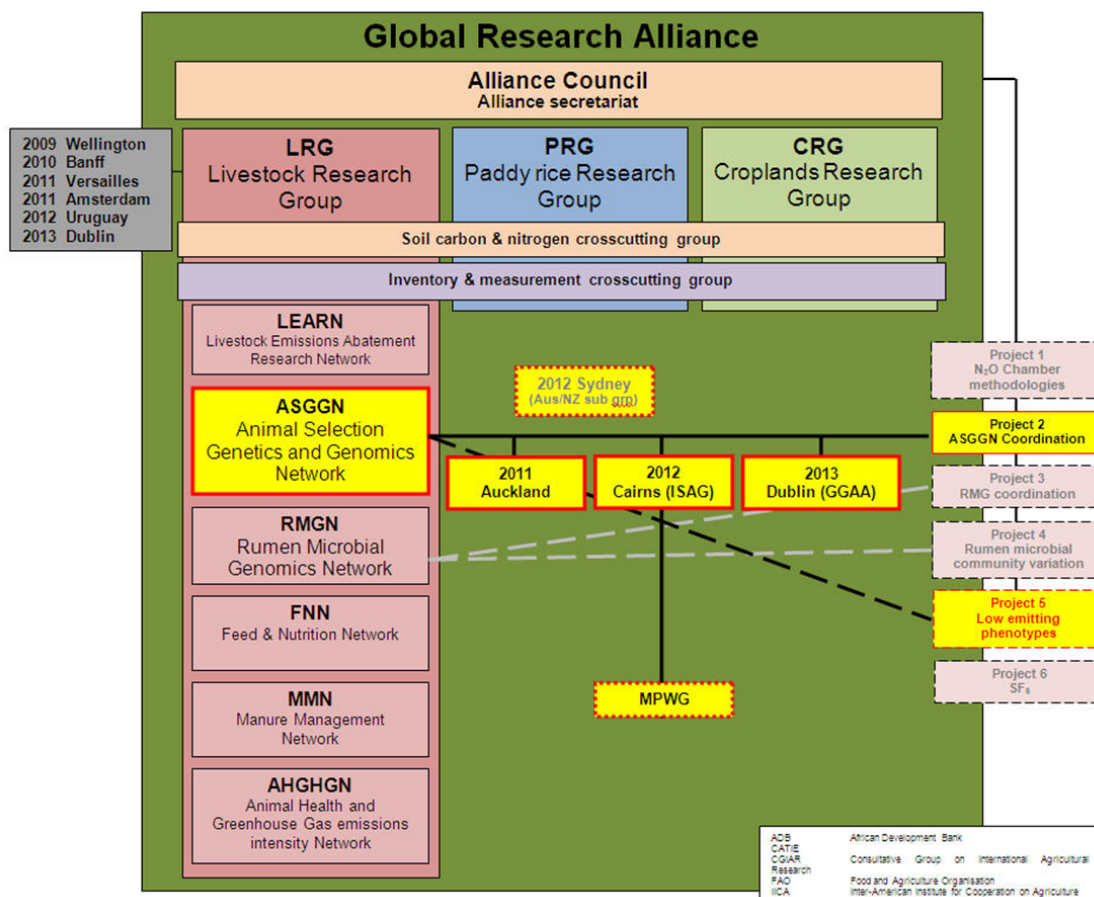 Global Research Alliance
Alliance Council
Alliance secretariat
2009 Wellington
2010 Banff
2011 Versailles
2011 Amsterdam
2012 Uruguay
2013 Dublin
LRG
Livestock Research
Group
PRG
Paddy rice Research
Group
CRG
Croplands Research
Group
Soil carbon & nitrogen crosscutting group
Inventory & measurement crosscutting group
LEARN
Livestock Emissions Abatement
Research Network
ASGGN
Animal Selection
Genetics and Genomics
Network
RMGN
Rumen Microbial
Genomics Network
FNN
Feed & Nutrition Network
MMN
Manure Management
Network
AHGHGN
Animal Health and
Greenhouse Gas emissions
intensity Network
2012 Sydney
(Aus/NZ sub grp)
2011
Auckland
2012
Cairns (ISAG)
2013
Dublin (GGAA)
MPWG
Project 1
N₂O Chamber
methodologies
Project 2
ASGGN Coordination
Project 3
RMG coordination
Project 4
Rumen microbial
community variation
Project 5
Low emitting
phenotypes
Project 6
SF₆
ADB African Development Bank
CATIE
CGIAR Consultative Group on International Agricultural
Research
FAO Food and Agriculture Organisation
IICA Inter-American Institute for Cooperation on Agriculture